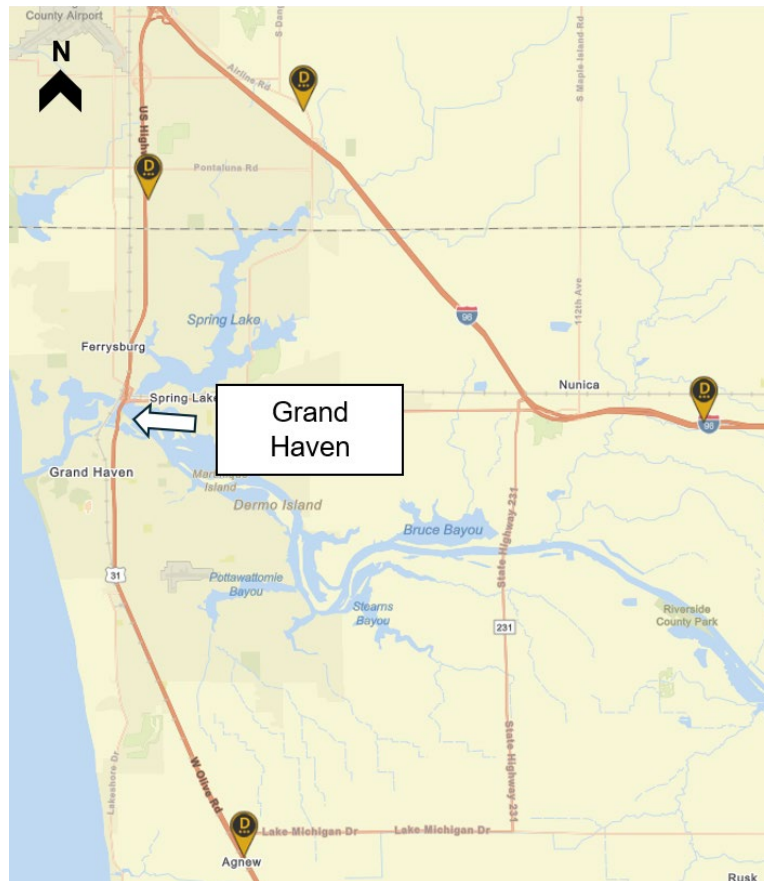 County Airport
N
Airline Rd
S Maple Island Rd
D
US High
Pontaluna Rd
D
112th Ave
Spring Lake
96
Ferrysburg
D
Nunica
Spring Lake
Grand
Haven
96
Grand Haven
Island
Dermo Island
Bruce Bayou
State Highway 231
31
Pottawattomie
Bayou
Stearns
Bayou
231
Riverside
County Park
State Highway 231
Lakeshore Dr
W Olive Rd
D
Lake Michigan Dr
Lake Michigan Dr
Agnew
Rusk